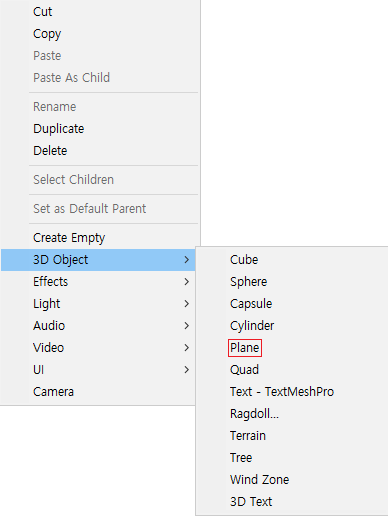 Cut
Copy
Paste
Paste As Child
Rename
Duplicate
Delete
Select Children
Set as Default Parent
Create Empty
3D Object
Effects
Light
Audio
Video
UI
Camera
Cube
Sphere
Capsule
Cylinder
Plane
Quad
Text - TextMeshPro
Ragdoll...
Terrain
Tree
Wind Zone
3D Text